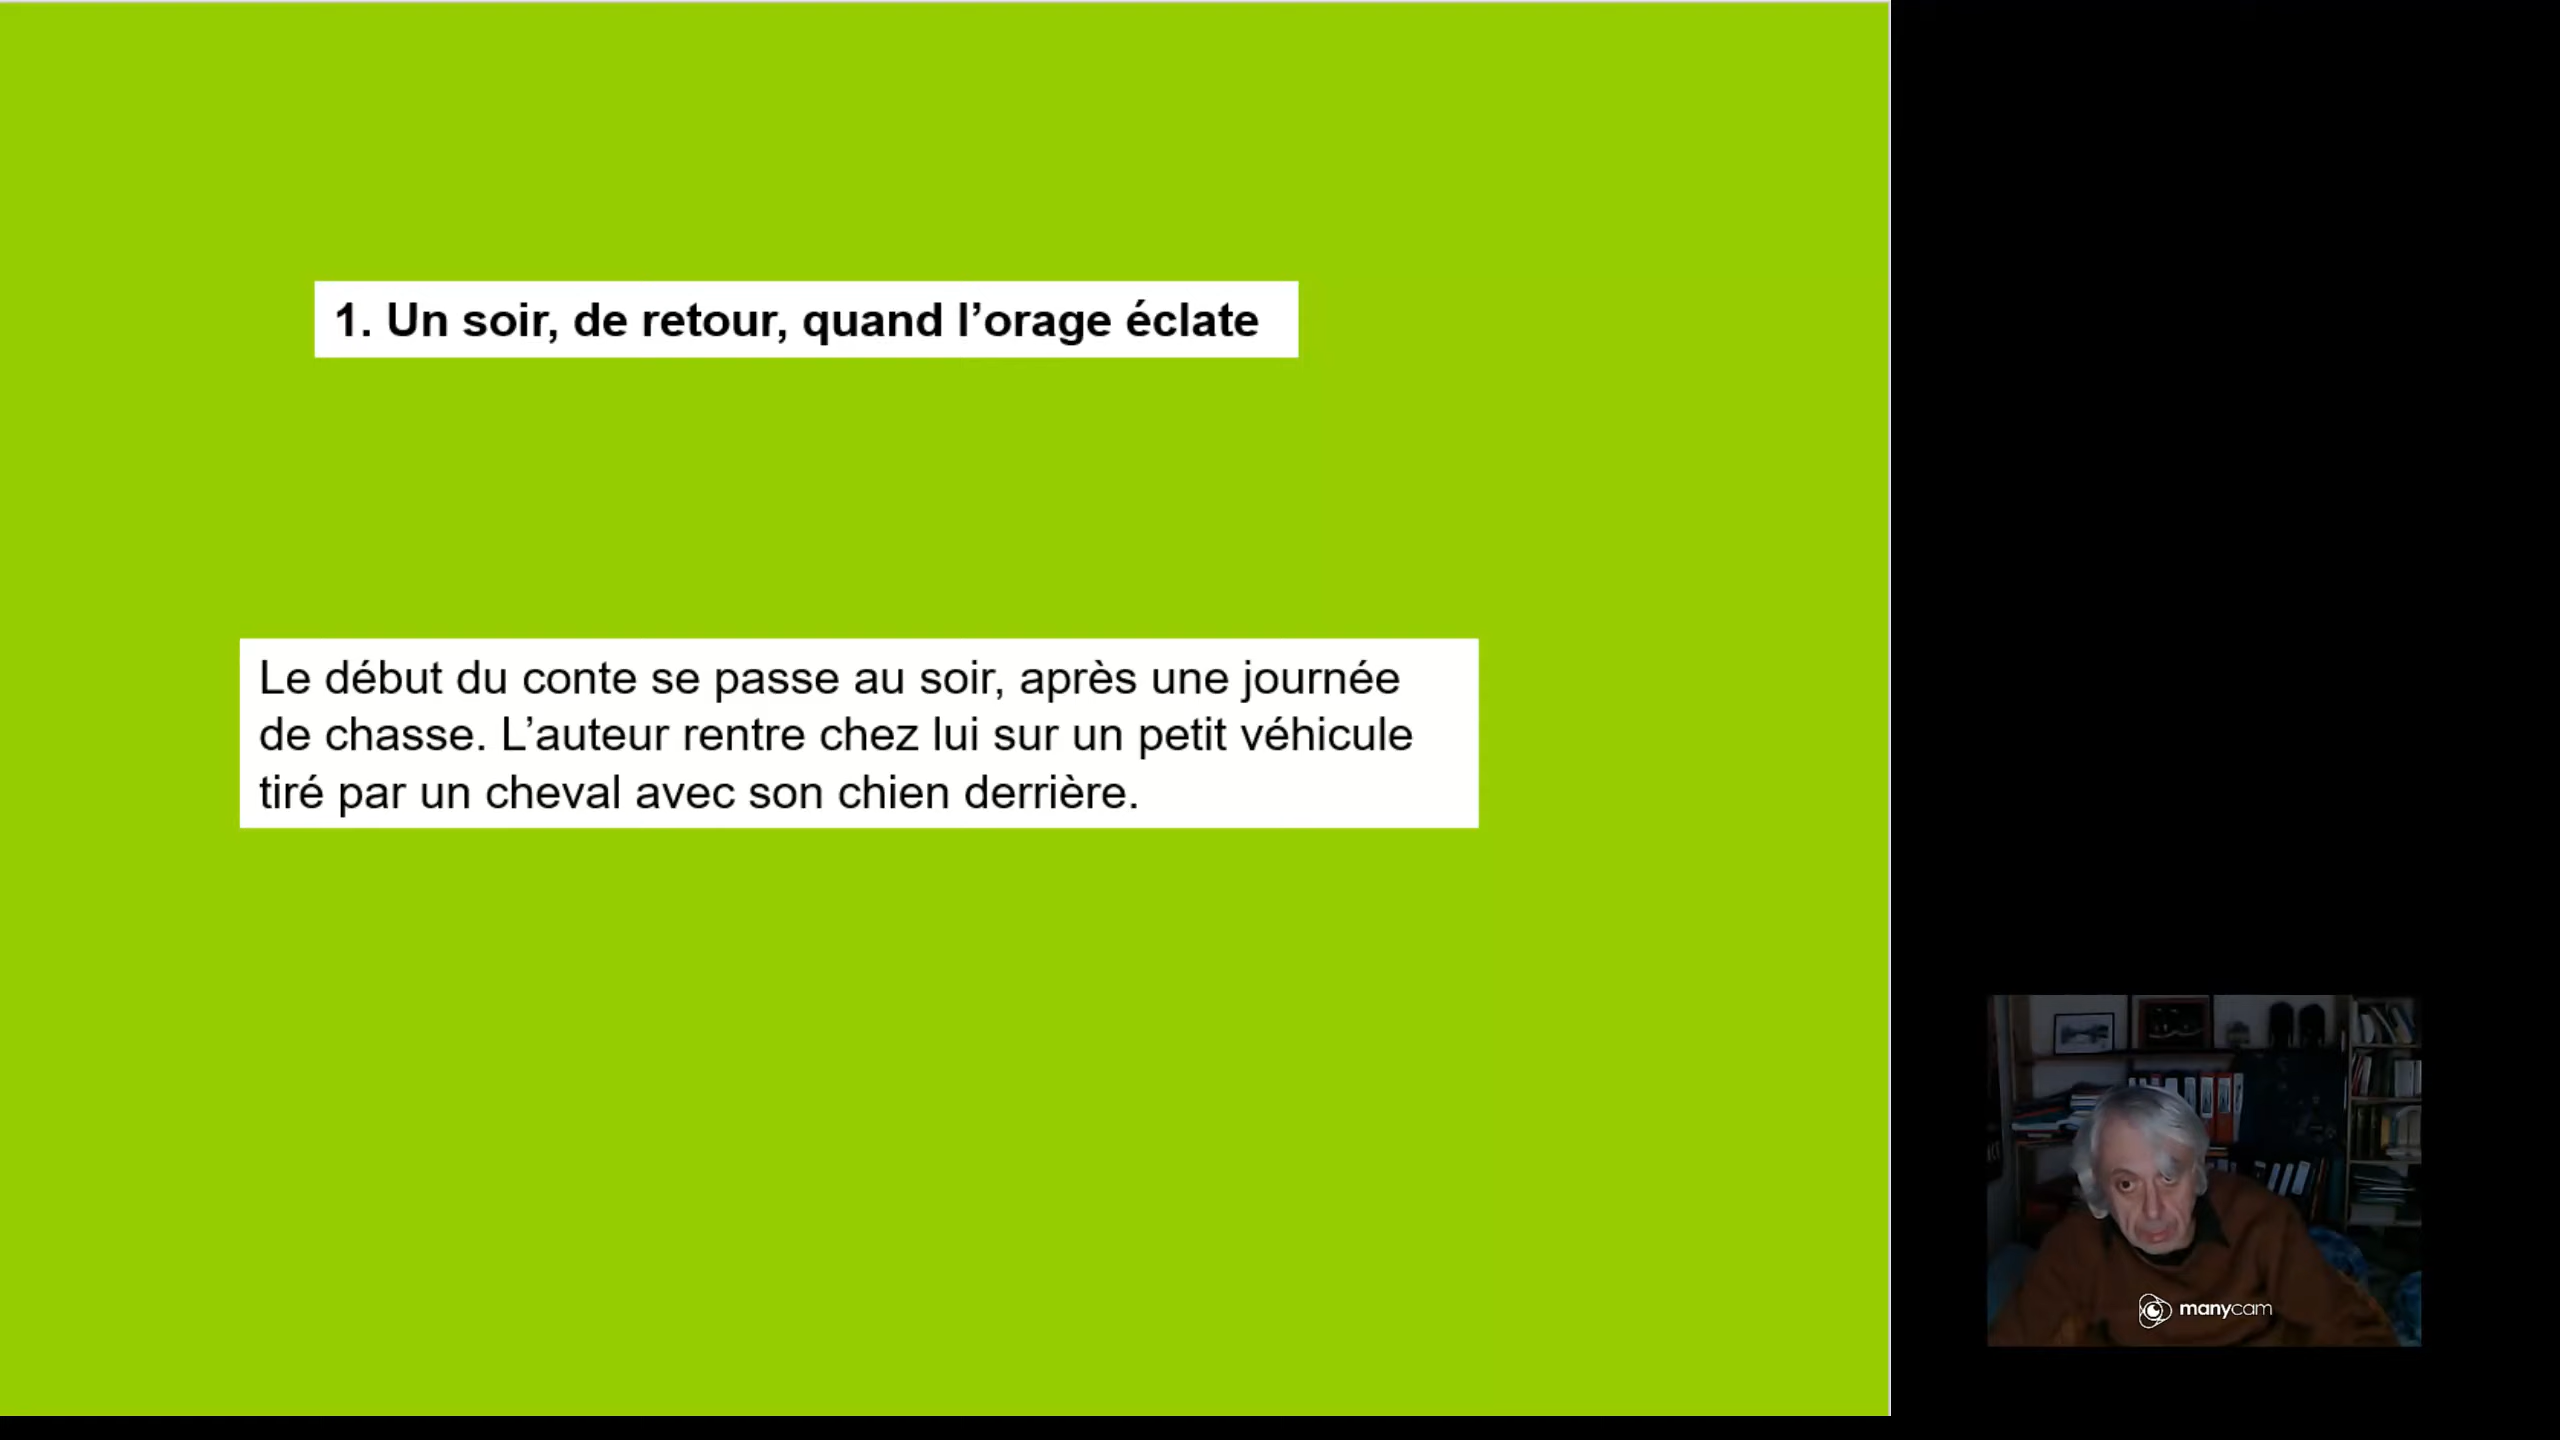 1. Un soir, de retour, quand l’orage éclate
Le début du conte se passe au soir, après une journée
de chasse. L’auteur rentre chez lui sur un petit véhicule
tiré par un cheval avec son chien derrière.
manycam